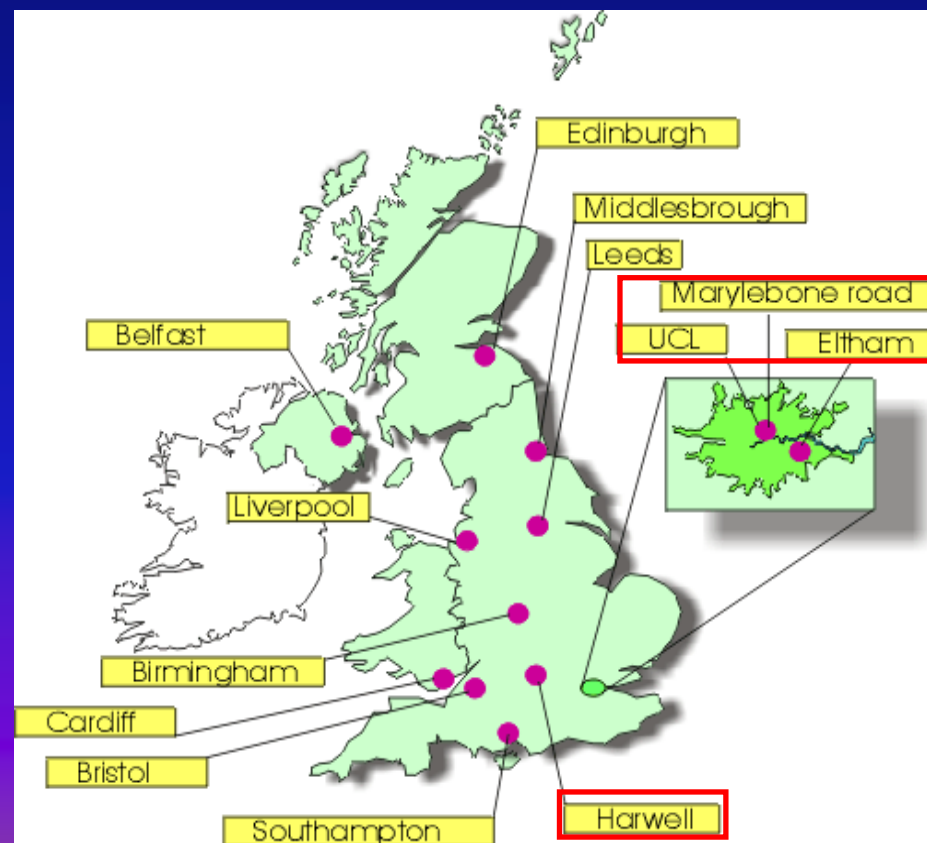 Edinburgh
Middlesbrough
Leeds
Marylebone road
UCL
Eltham
Belfast
Liverpool
Birmingham
Cardiff
Bristol
Southampton
Harwell